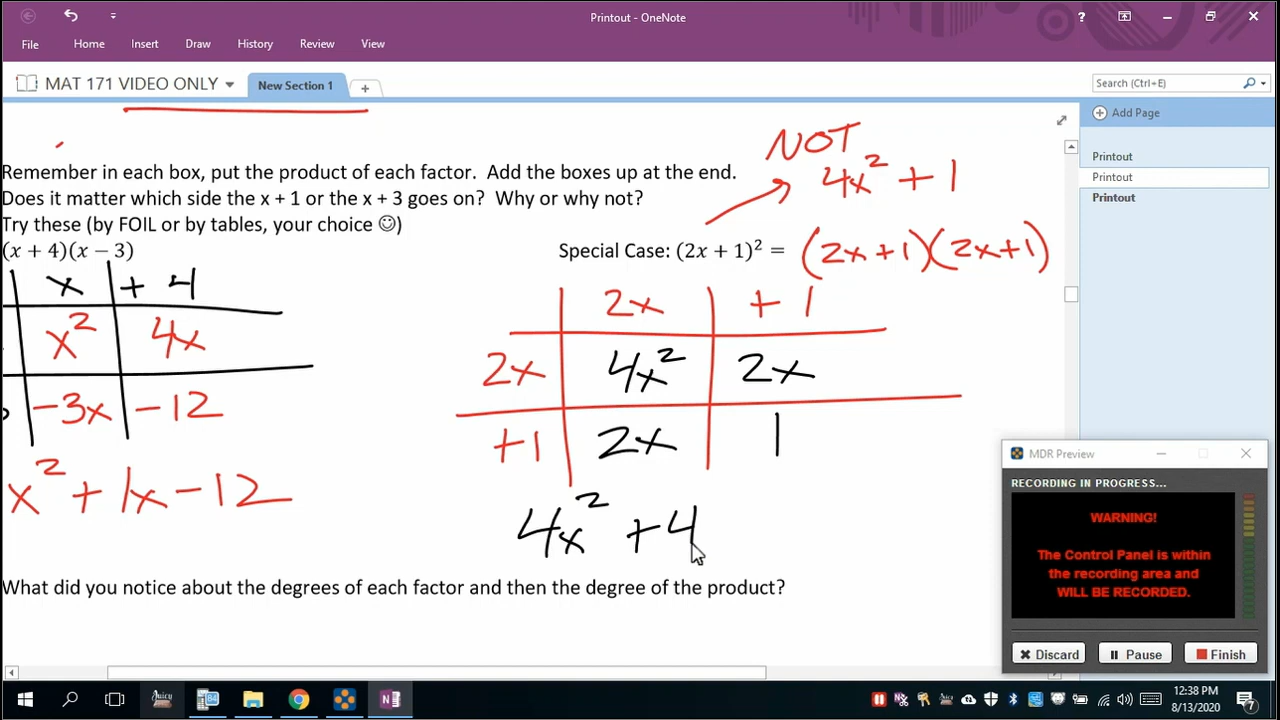 Printout - OneNote
?
File Home Insert Draw History Review View
MAT 171 VIDEO ONLY New Section 1 +
Search (Ctrl+E)
Add Page
Printout
Printout
Printout
NOT
4x² + 1
Remember in each box, put the product of each factor. Add the boxes up at the end.
Does it matter which side the x + 1 or the x + 3 goes on? Why or why not?
Try these (by FOIL or by tables, your choice ☺)
(x + 4)(x − 3)
x + 4
x² 4x
-3x -12
x² + 1x - 12
Special Case: (2x + 1)² = (2x+1)(2x+1)
2x + 1
2x 4x² 2x
+1 2x 1
4x² + 4
What did you notice about the degrees of each factor and then the degree of the product?
MDR Preview
RECORDING IN PROGRESS...
WARNING!
The Control Panel is within
the recording area and
WILL BE RECORDED.
Discard Pause Finish
12:38 PM
8/13/2020
7